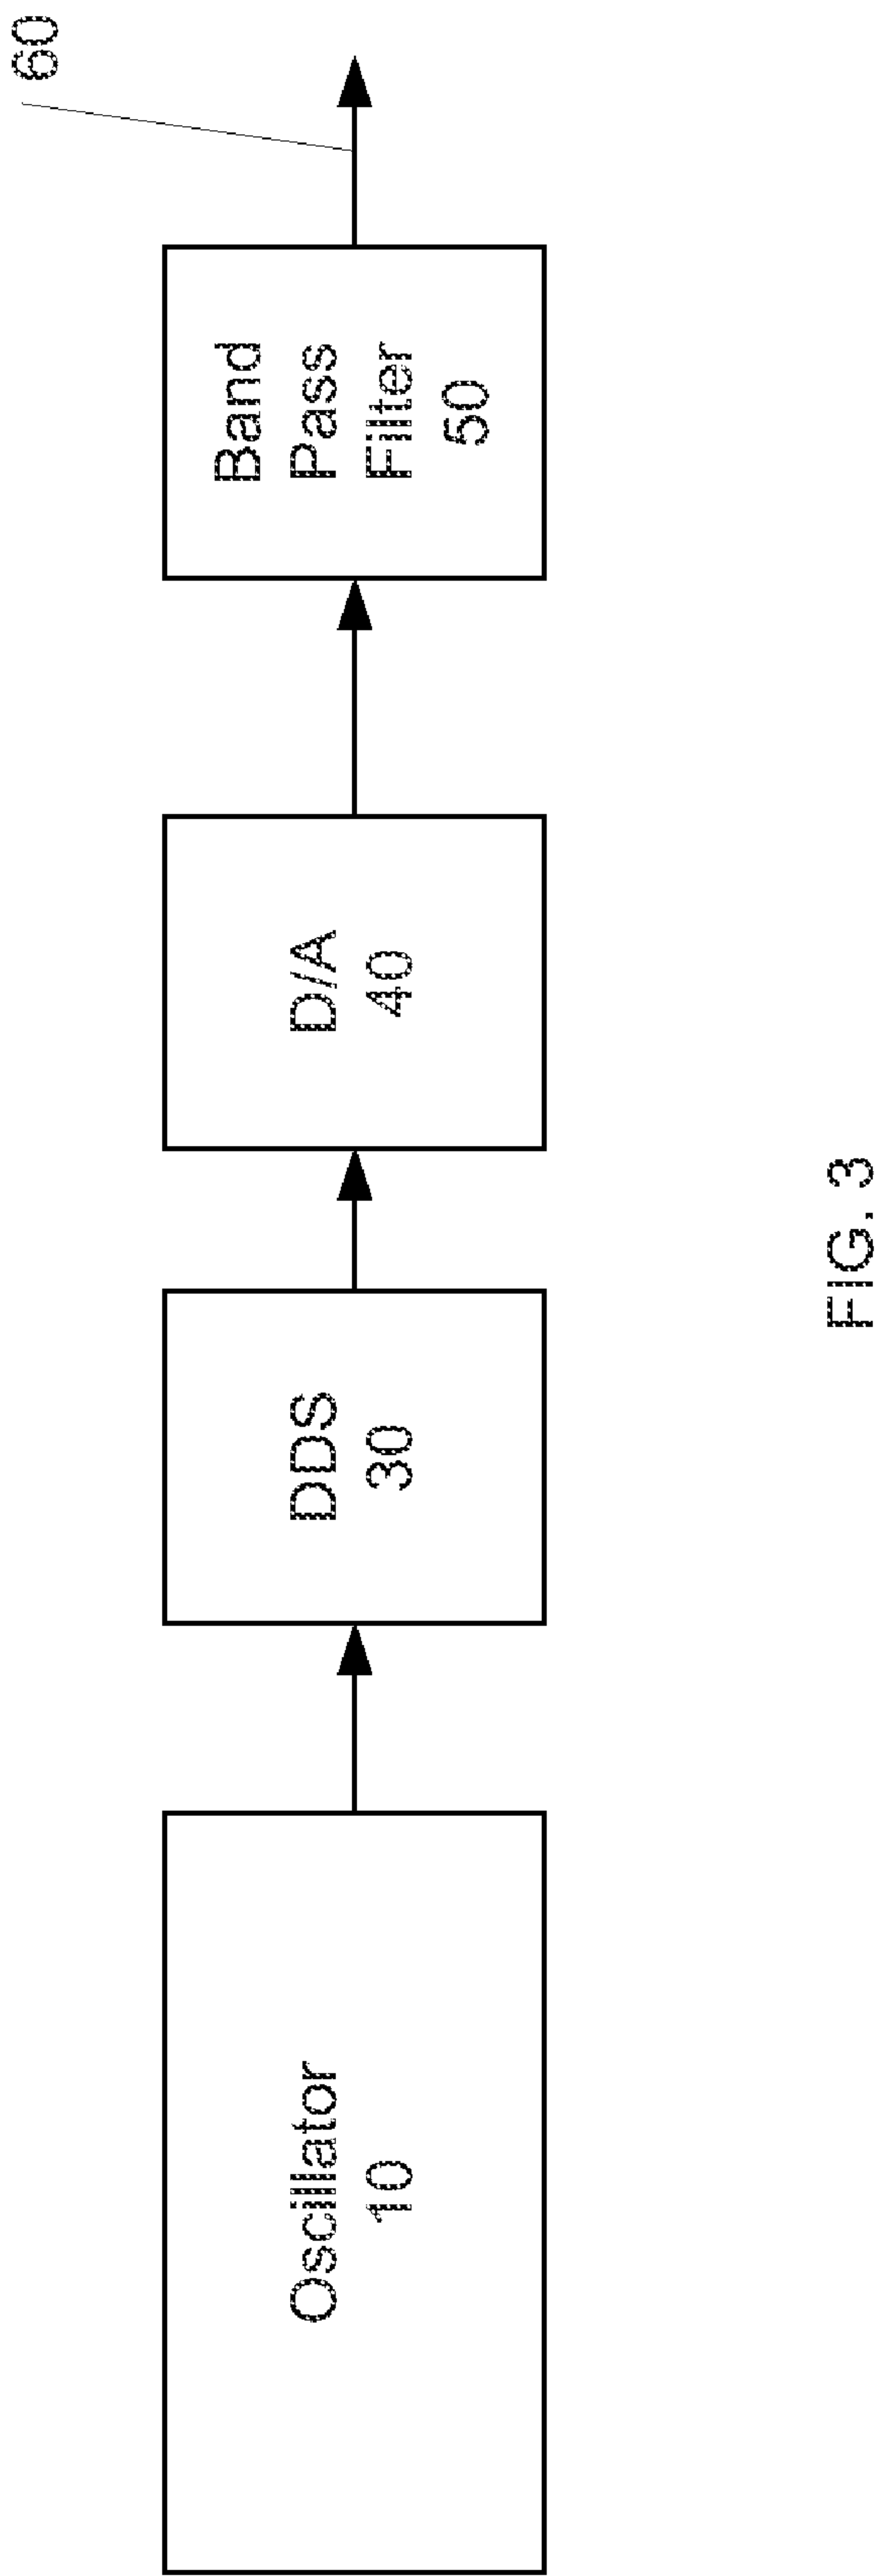 Oscillator
10
DDS
30
D/A
40
Band
Pass
Filter
50
60
FIG. 3